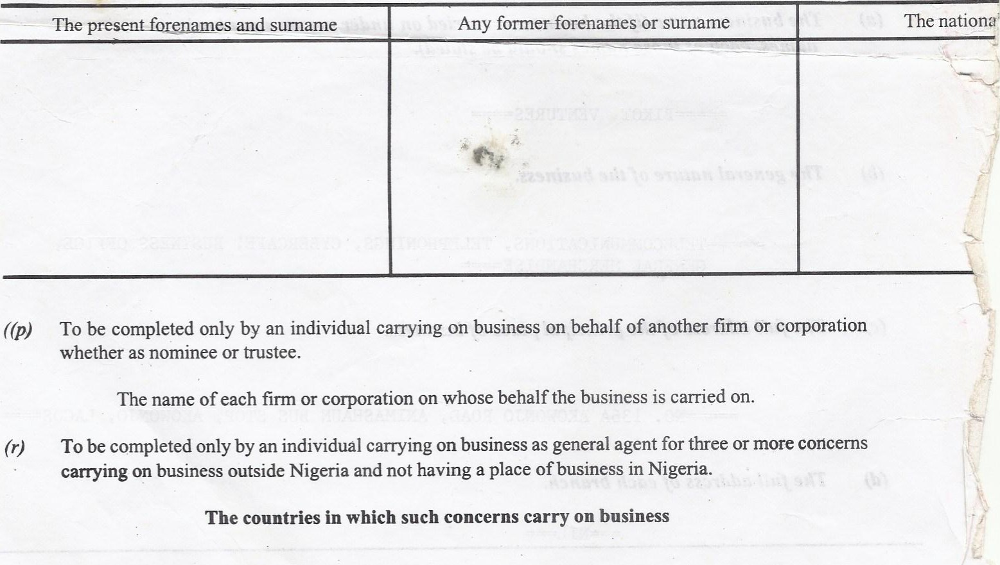 The present forenames and surname Any former forenames or surname The nationa
((p) To be completed only by an individual carrying on business on behalf of another firm or corporation
whether as nominee or trustee.
The name of each firm or corporation on whose behalf the business is carried on.
(r) To be completed only by an individual carrying on business as general agent for three or more concerns
carrying on business outside Nigeria and not having a place of business in Nigeria.
The countries in which such concerns carry on business